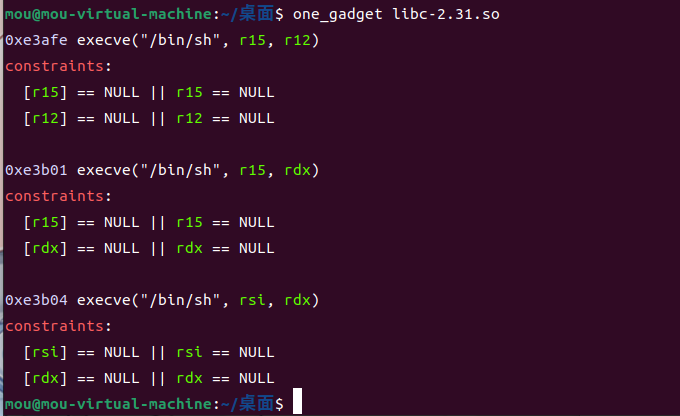 mou@mou-virtual-machine:~/桌面$ one_gadget libc-2.31.so
0xe3afe execve("/bin/sh", r15, r12)
constraints:
  [r15] == NULL || r15 == NULL
  [r12] == NULL || r12 == NULL

0xe3b01 execve("/bin/sh", r15, rdx)
constraints:
  [r15] == NULL || r15 == NULL
  [rdx] == NULL || rdx == NULL

0xe3b04 execve("/bin/sh", rsi, rdx)
constraints:
  [rsi] == NULL || rsi == NULL
  [rdx] == NULL || rdx == NULL
mou@mou-virtual-machine:~/桌面$